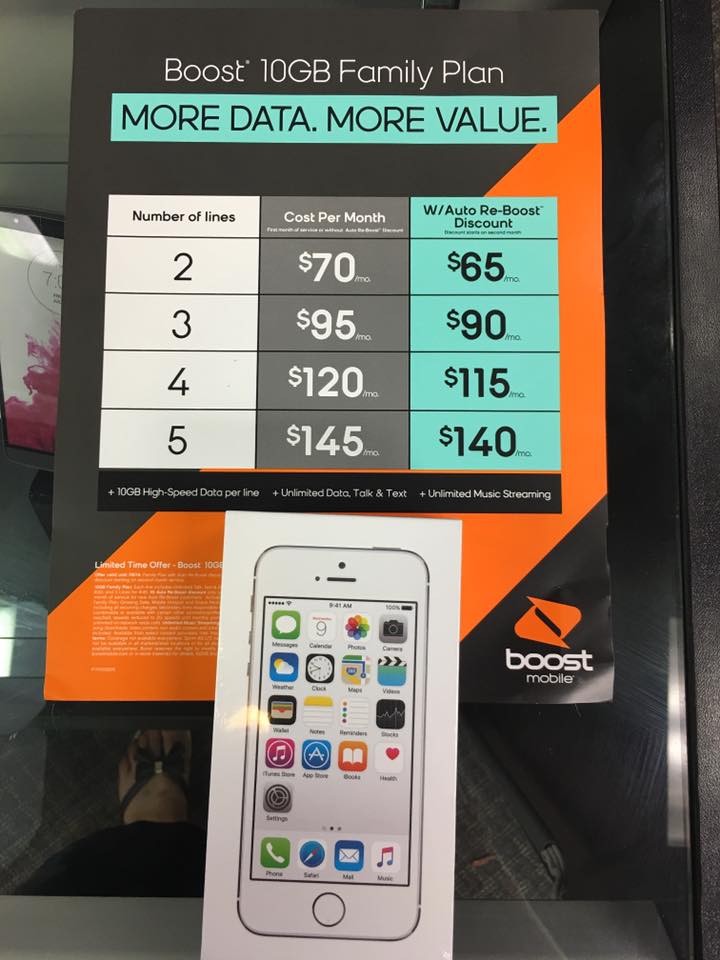 Boost® 10GB Family Plan
MORE DATA. MORE VALUE.
Number of lines
Cost Per Month
First month of service or without Auto Re-Boost™ Discount
W/Auto Re-Boost™
Discount
Discount starts on second month
2 $70/mo. $65/mo.
3 $95/mo. $90/mo.
4 $120/mo. $115/mo.
5 $145/mo. $140/mo.
+ 10GB High-Speed Data per line + Unlimited Data, Talk & Text + Unlimited Music Streaming
Limited Time Offer - Boost 10GB
boost
mobile®
9:41 AM 100%
Wednesday
9
Messages Calendar Photos Camera
Weather Clock Maps Videos
Wallet Notes Reminders Stocks
iTunes Store App Store iBooks Health
Settings
Phone Safari Mail Music